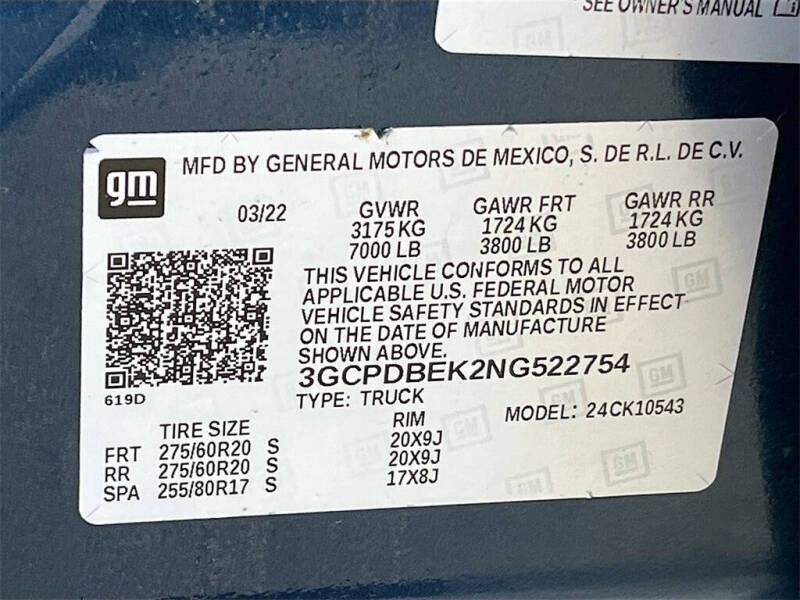 SEE OWNER'S MANUAL
gm
MFD BY GENERAL MOTORS DE MEXICO, S. DE R.L. DE C.V.
03/22 GVWR GAWR FRT GAWR RR
3175 KG 1724 KG 1724 KG
7000 LB 3800 LB 3800 LB
THIS VEHICLE CONFORMS TO ALL
APPLICABLE U.S. FEDERAL MOTOR
VEHICLE SAFETY STANDARDS IN EFFECT
ON THE DATE OF MANUFACTURE
SHOWN ABOVE.
3GCPDBEK2NG522754
619D
TYPE: TRUCK MODEL: 24CK10543
TIRE SIZE RIM
FRT 275/60R20 S 20X9J
RR 275/60R20 S 20X9J
SPA 255/80R17 S 17X8J